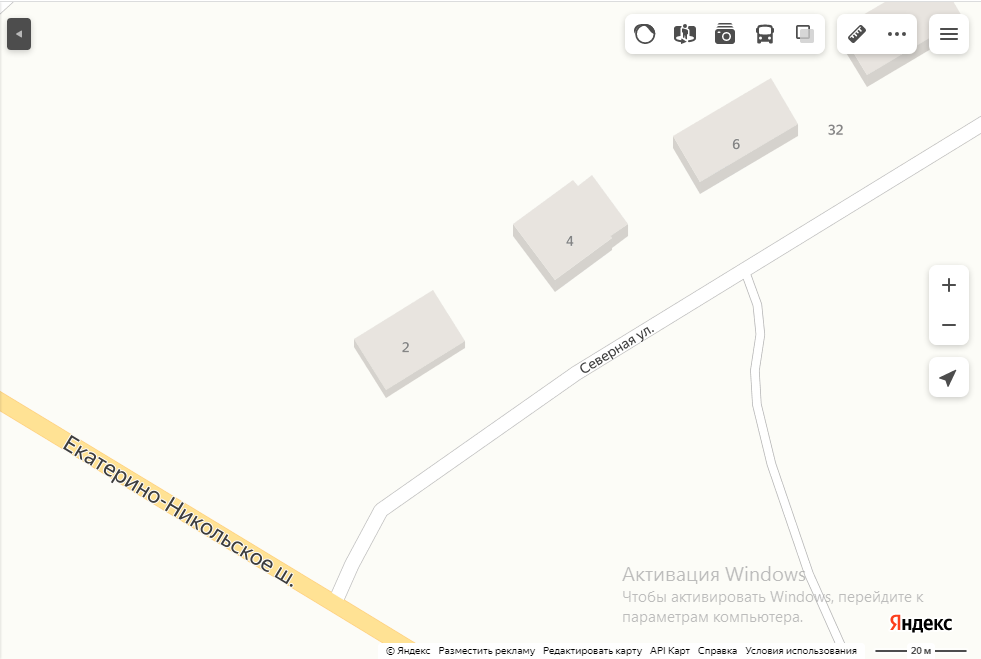 32
6
4
2
Северная ул.
Екатерино-Никольское ш.
Активация Windows
Чтобы активировать Windows, перейдите к
параметрам компьютера.
Яндекс
© Яндекс Разместить рекламу Редактировать карту API Карт Справка Условия использования 20 м